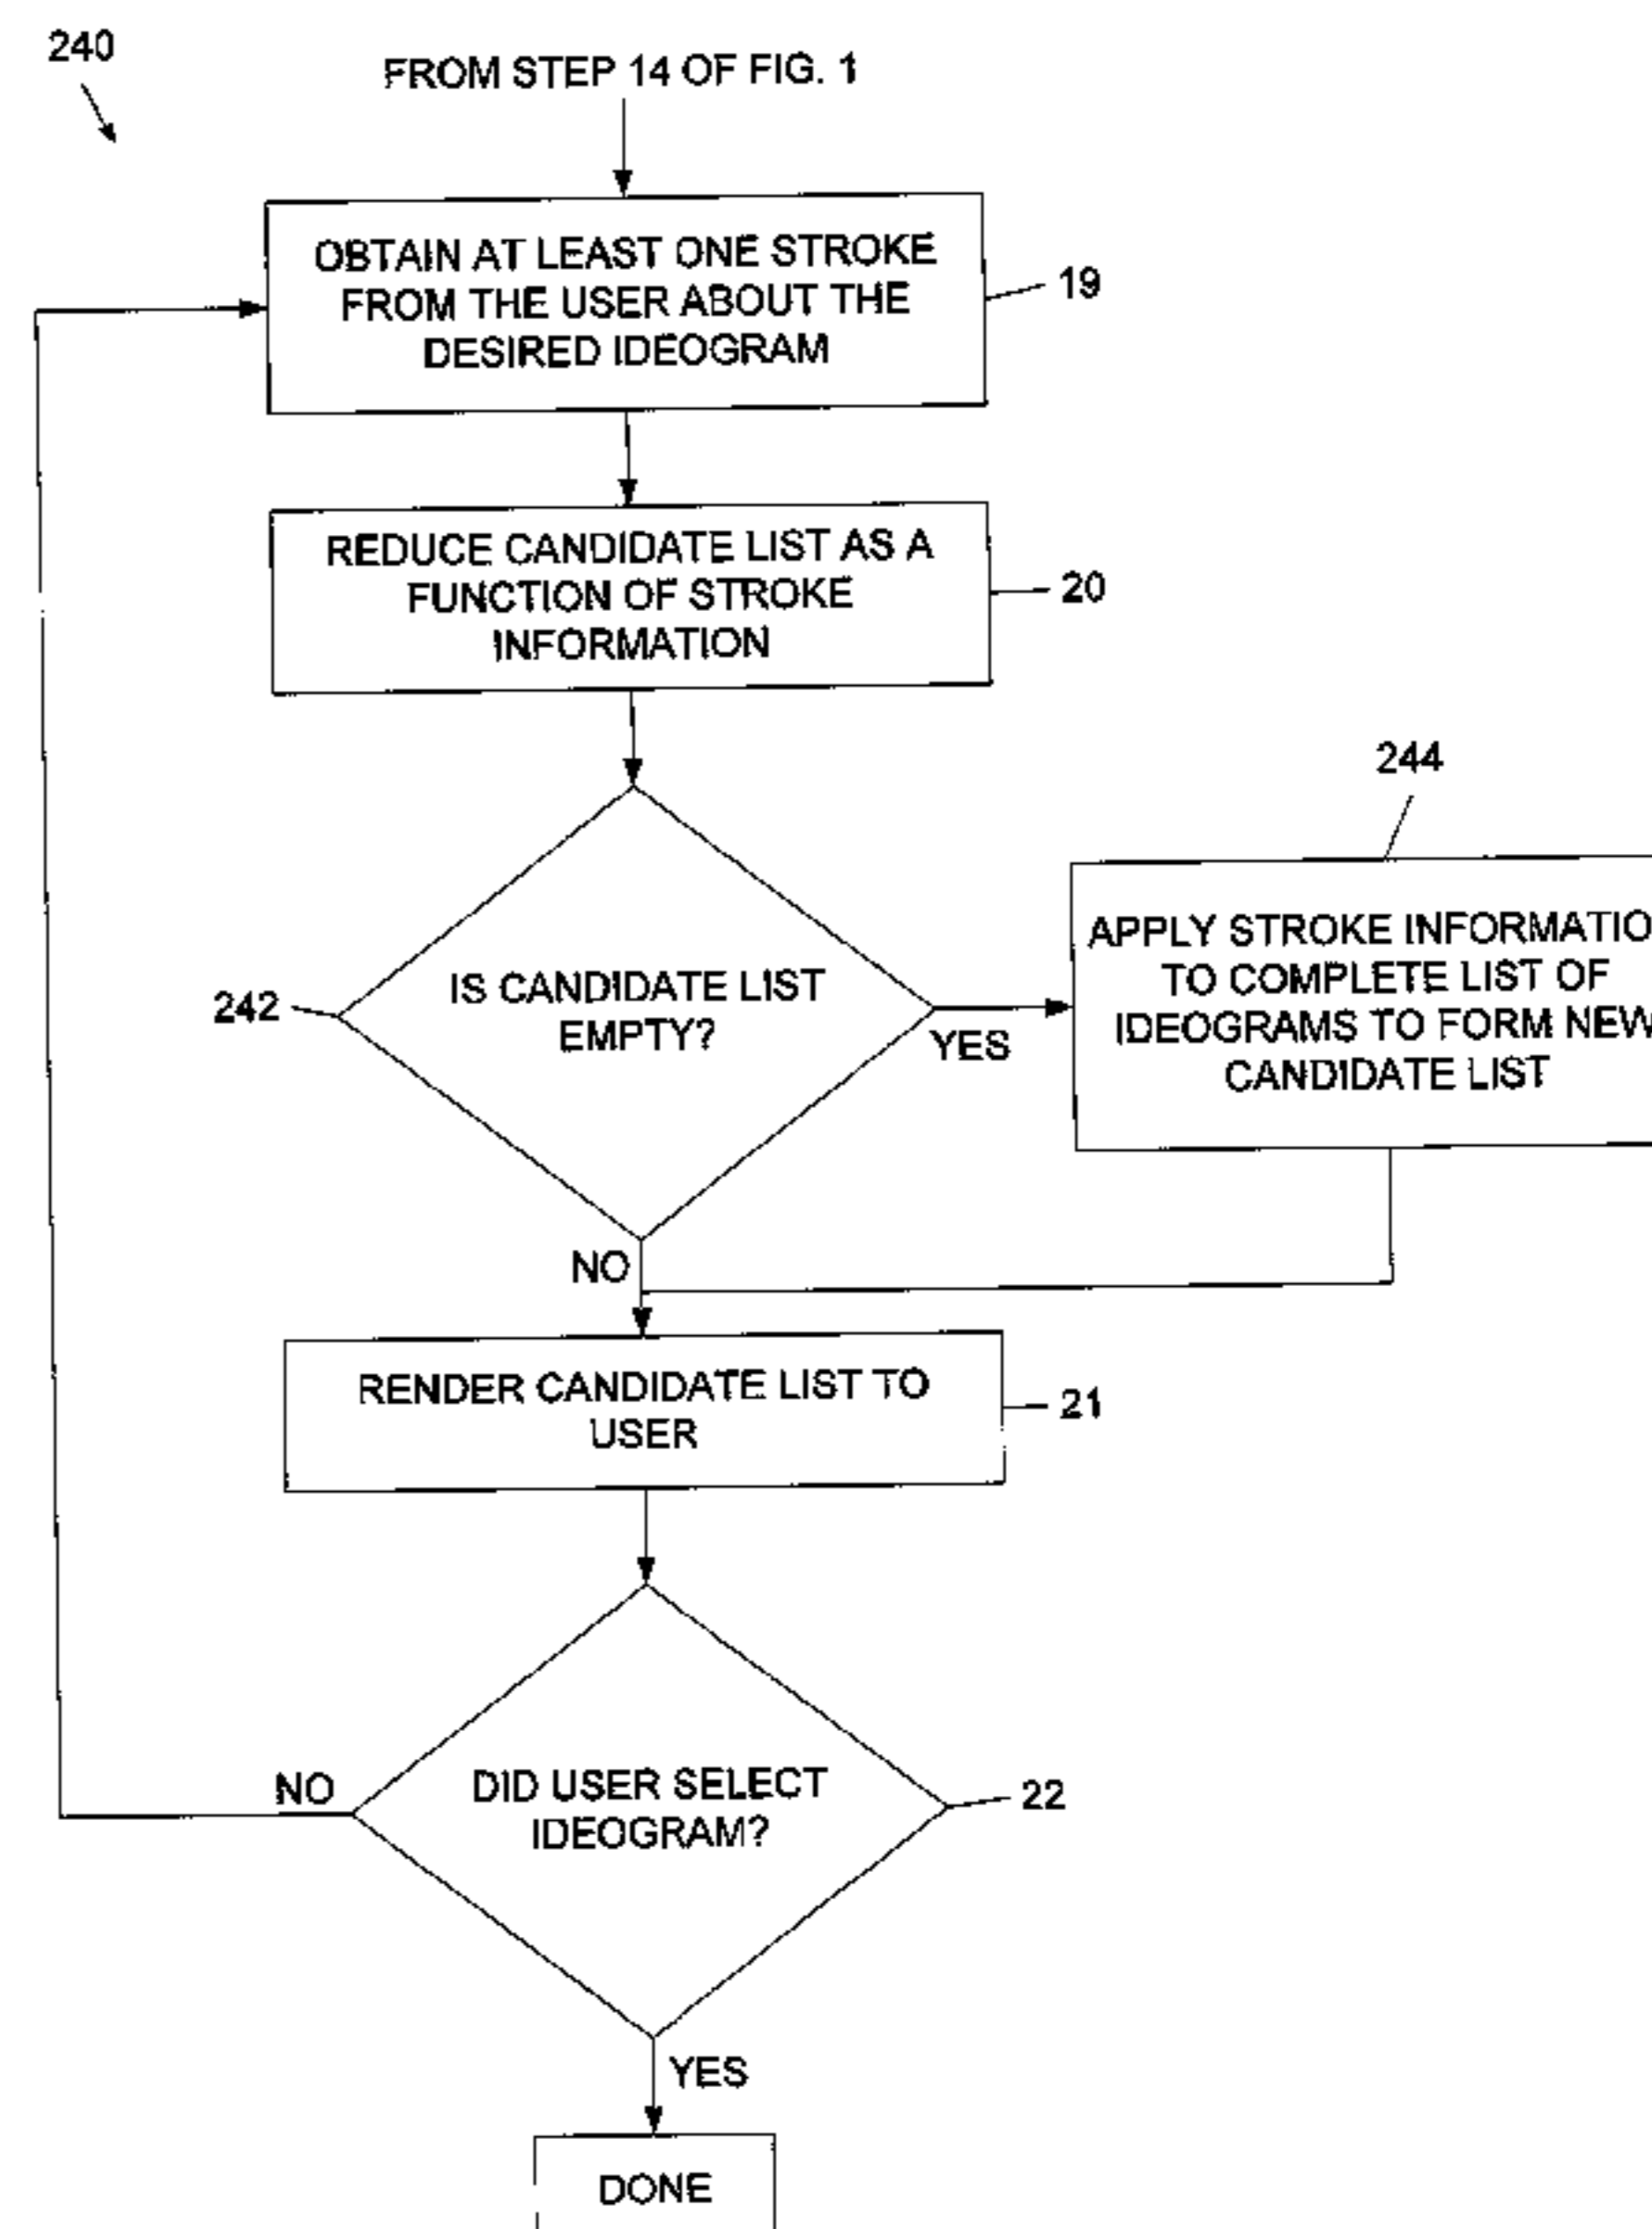 240
FROM STEP 14 OF FIG. 1
OBTAIN AT LEAST ONE STROKE
FROM THE USER ABOUT THE
DESIRED IDEOGRAM
19
REDUCE CANDIDATE LIST AS A
FUNCTION OF STROKE
INFORMATION
20
IS CANDIDATE LIST
EMPTY?
242
YES
244
APPLY STROKE INFORMATIO
TO COMPLETE LIST OF
IDEOGRAMS TO FORM NEW
CANDIDATE LIST
NO
RENDER CANDIDATE LIST TO
USER
21
DID USER SELECT
IDEOGRAM?
22
NO
YES
DONE